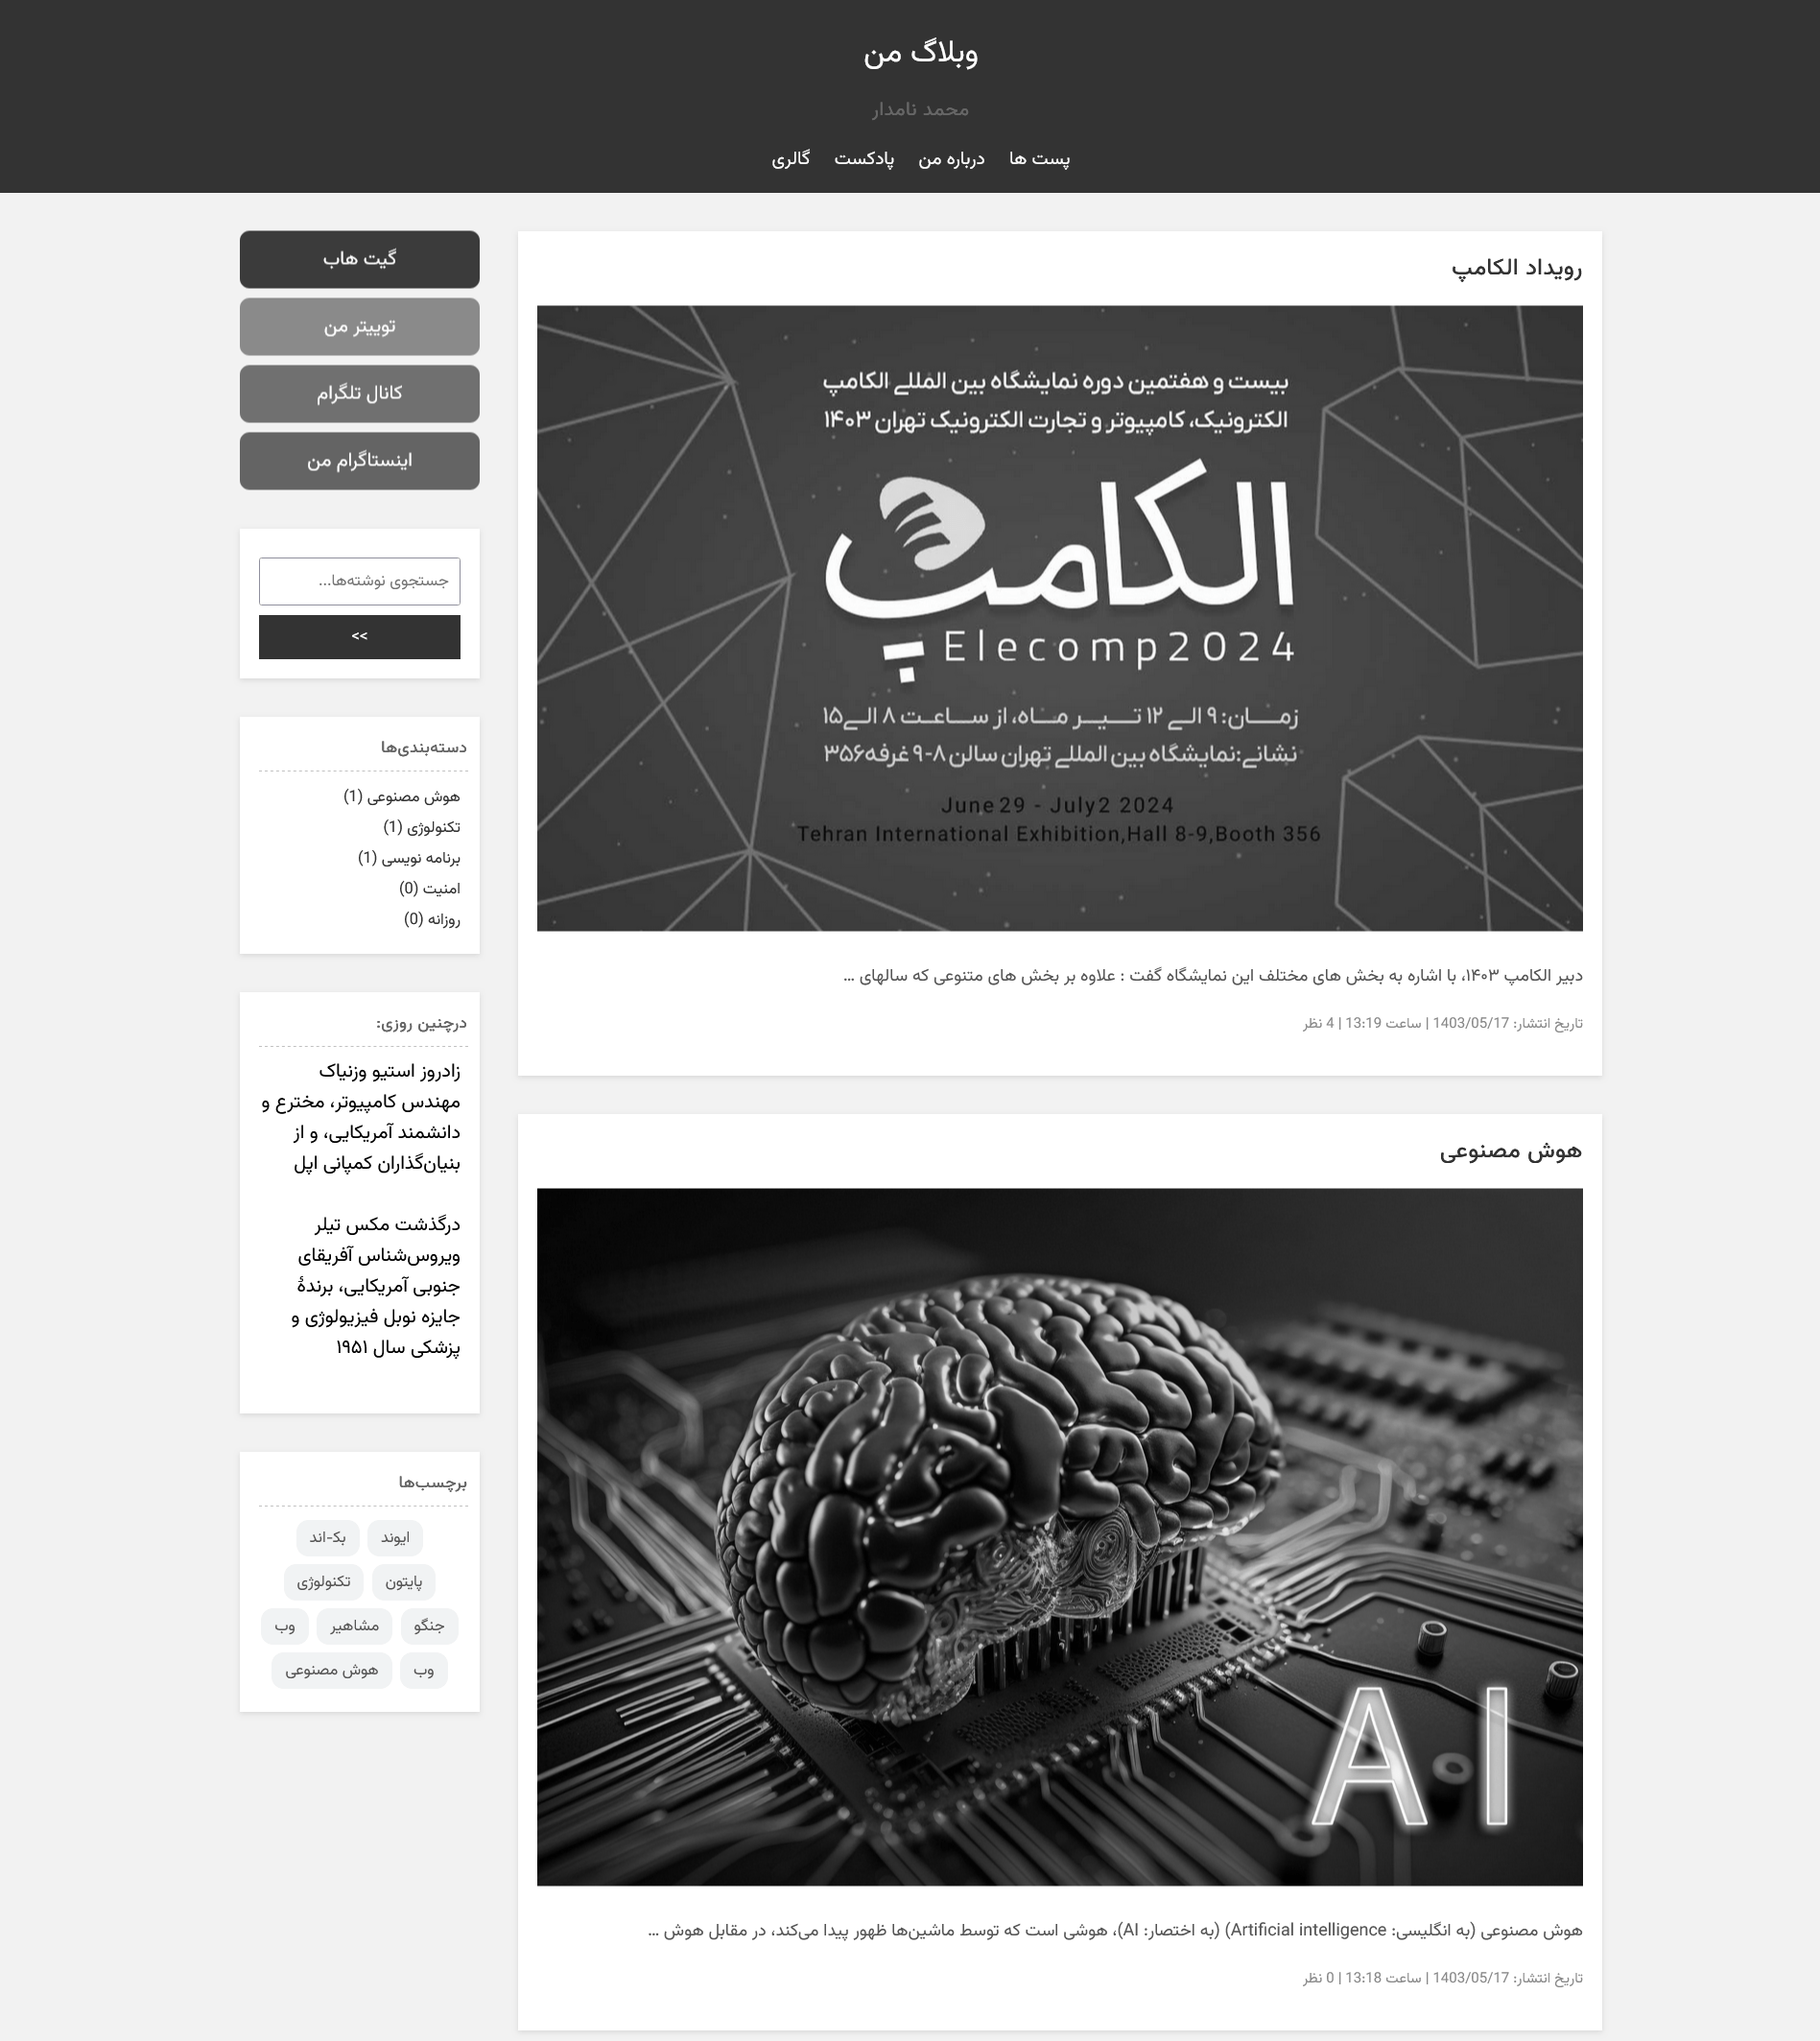 وبلاگ من
محمد نامدار
پست ها
درباره من
پادکست
گالری
رویداد الکامپ
بیست و هفتمین دوره نمایشگاه بین المللی الکامپ
الکترونیک، کامپیوتر و تجارت الکترونیک تهران ۱۴۰۳
الکامپ
Elecomp2024
زمـــان: ۹ الــی ۱۲ تـــیـــر مــاه، از ســـاعــت ۸ الــی۱۵
نشانی:نمایشگاه بین المللی تهران سالن ۸-۹ غرفه۳۵۶
June 29 - July2 2024
Tehran International Exhibition,Hall 8-9,Booth 356
دبیر الکامپ ۱۴۰۳، با اشاره به بخش های مختلف این نمایشگاه گفت : علاوه بر بخش های متنوعی که سالهای ...
تاریخ انتشار: 1403/05/17 | ساعت 13:19 | 4 نظر
هوش مصنوعی
AI
هوش مصنوعی (به انگلیسی: Artificial intelligence) (به اختصار: AI)، هوشی است که توسط ماشین‌ها ظهور پیدا می‌کند، در مقابل هوش ...
تاریخ انتشار: 1403/05/17 | ساعت 13:18 | 0 نظر
گیت هاب
توییتر من
کانال تلگرام
اینستاگرام من
جستجوی نوشته‌ها...
>>
دسته‌بندی‌ها
هوش مصنوعی (1)
تکنولوژی (1)
برنامه نویسی (1)
امنیت (0)
روزانه (0)
درچنین روزی:
زادروز استیو وزنیاک
مهندس کامپیوتر، مخترع و
دانشمند آمریکایی، و از
بنیان‌گذاران کمپانی اپل
درگذشت مکس تیلر
ویروس‌شناس آفریقای
جنوبی آمریکایی، برندهٔ
جایزه نوبل فیزیولوژی و
پزشکی سال ۱۹۵۱
برچسب‌ها
ایوند
بک-اند
پایتون
تکنولوژی
جنگو
مشاهیر
وب
وب
هوش مصنوعی